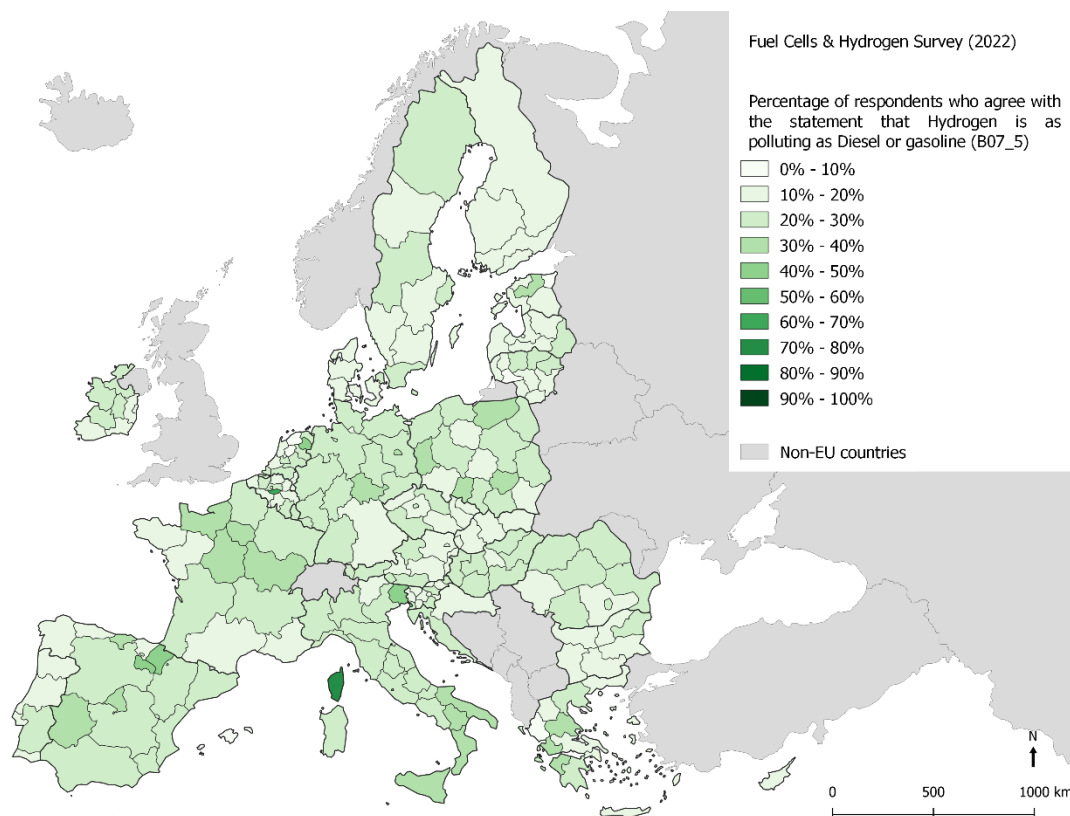 Fuel Cells & Hydrogen Survey (2022)
Percentage of respondents who agree with
the statement that Hydrogen is as
polluting as Diesel or gasoline (B07_5)
0% - 10%
10% - 20%
20% - 30%
30% - 40%
40% - 50%
50% - 60%
60% - 70%
70% - 80%
80% - 90%
90% - 100%
Non-EU countries
N
0 500 1000 km